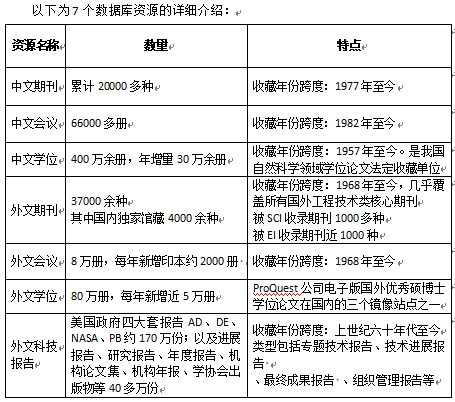 以下为 7 个数据库资源的详细介绍：
资源名称 数量 特点
中文期刊 累计 20000 多种 收藏年份跨度：1977 年至今
中文会议 66000 多册 收藏年份跨度：1982 年至今
中文学位 400 万余册，年增量 30 万余册 收藏年份跨度：1957 年至今。是我国
自然科学领域学位论文法定收藏单位
外文期刊 37000 余种
其中国内独家馆藏 4000 余种
收藏年份跨度：1968 年至今，几乎覆
盖所有国外工程技术类核心期刊
被 SCI 收录期刊 1000 多种
被 EI 收录期刊近 1000 种
外文会议 8 万册，每年新增印本约 2000 册 收藏年份跨度：1968 年至今
外文学位 80 万册，每年新增近 5 万册 ProQuest 公司电子版国外优秀硕博士
学位论文在国内的三个镜像站点之一
外文科技
报告
美国政府四大套报告 AD、DE、
NASA、PB 约 170 万份；以及进展
报告、研究报告、年度报告、机
构论文集、机构年报、学协会出
版物等 40 多万份
收藏年份跨度：上世纪六十年代至今
类型包括专题技术报告、技术进展报
告
、最终成果报告、组织管理报告等